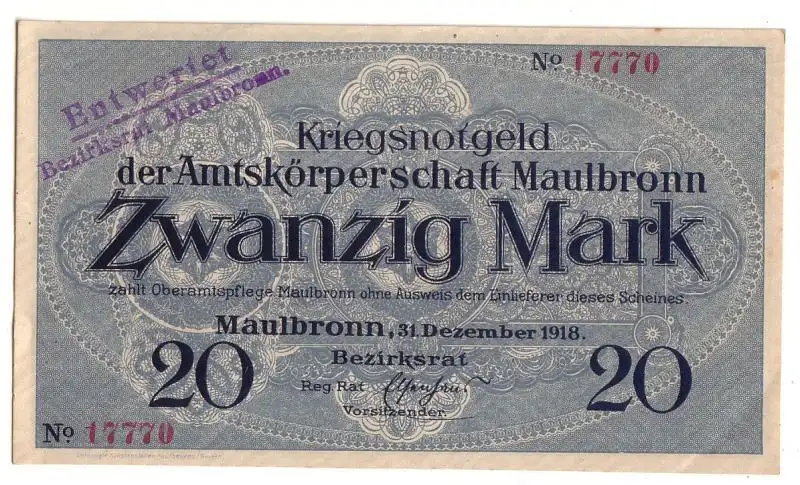 Entwertet
Bezirksrat Maulbronn.
No 17770
Kriegsnotgeld
der Amtskörperschaft Maulbronn
Zwanzig Mark
zahlt Oberamtspflege Maulbronn ohne Ausweis dem Einlieferer dieses Scheines.
Maulbronn, 31. Dezember 1918.
20 20
Bezirksrat
Reg Rat
Vorsitzender.
No 17770